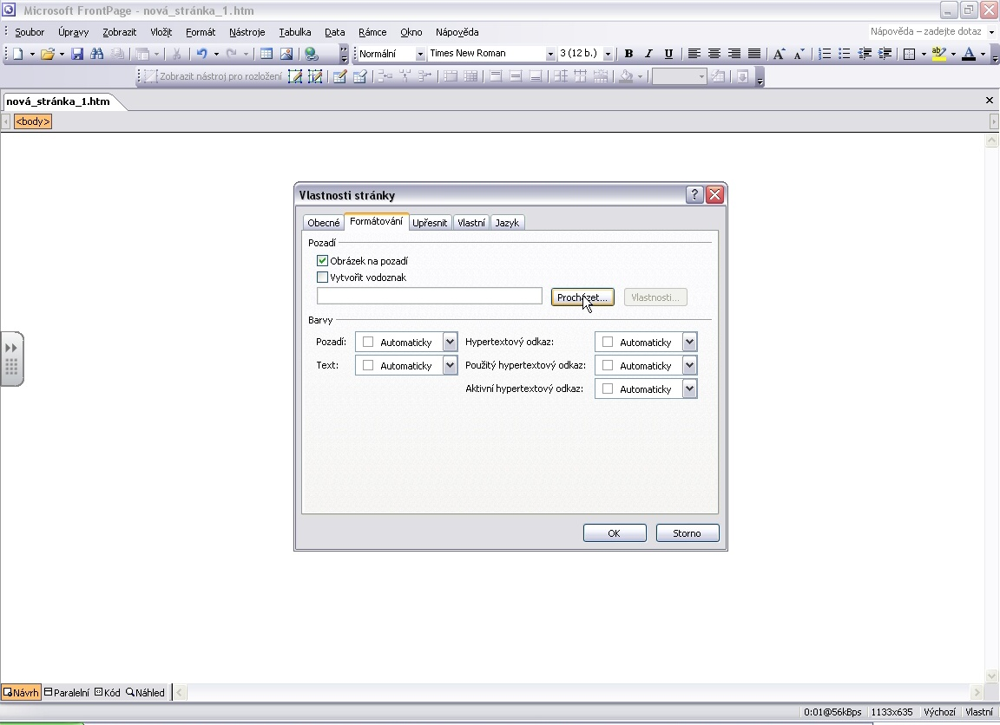 Microsoft FrontPage - nová_stránka_1.htm
Soubor Úpravy Zobrazit Vložit Formát Nástroje Tabulka Data Rámce Okno Nápověda Nápověda – zadejte dotaz
Normální Times New Roman 3 (12 b.) B I U A A ab A
Zobrazit nástroj pro rozložení
nová_stránka_1.htm
<body>
Vlastnosti stránky
Obecné Formátování Upřesnit Vlastní Jazyk
Pozadí
Obrázek na pozadí
Vytvořit vodoznak
Procházet... Vlastnosti...
Barvy
Pozadí: Automaticky Hypertextový odkaz: Automaticky
Text: Automaticky Použitý hypertextový odkaz: Automaticky
Aktivní hypertextový odkaz: Automaticky
OK Storno
Návrh Paralelní Kód Náhled
0:01@56kBps 1133x635 Výchozí Vlastní